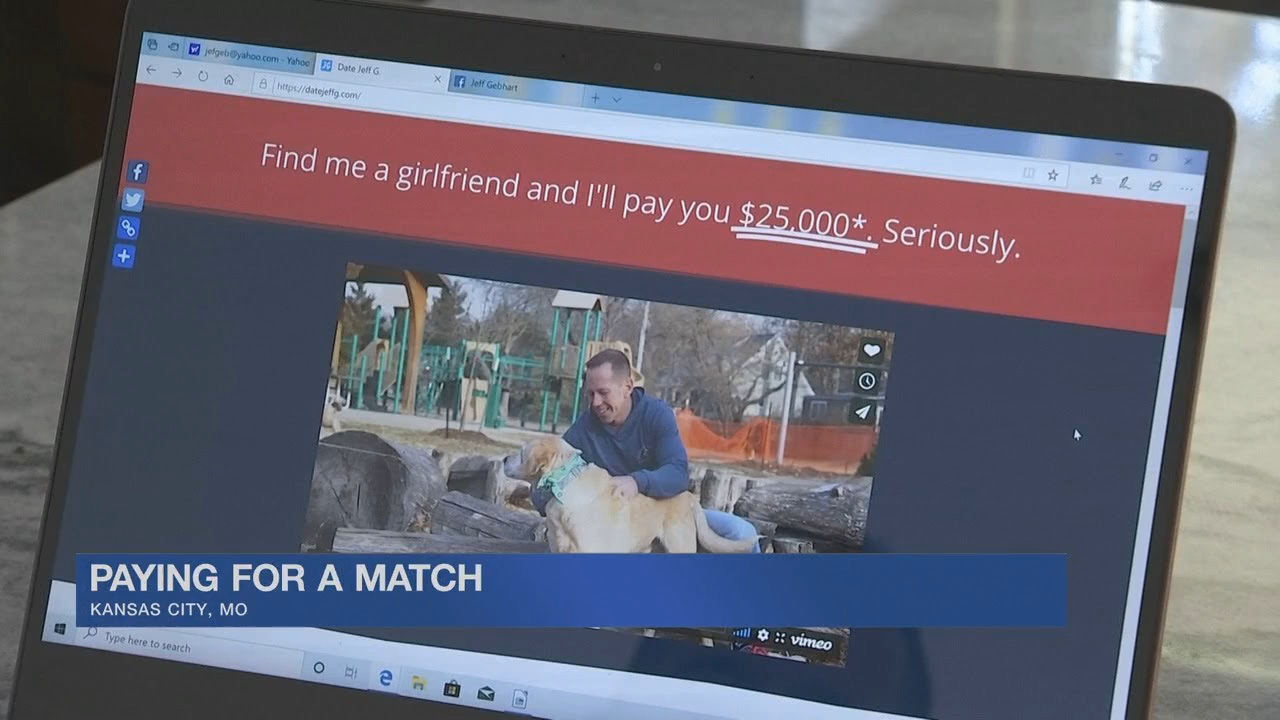 jefgeb@yahoo.com - Yahoo
Date Jeff G.
Jeff Gebhart
https://datejeffg.com/
Find me a girlfriend and I'll pay you $25,000*. Seriously.
PAYING FOR A MATCH
KANSAS CITY, MO
vimeo
Type here to search